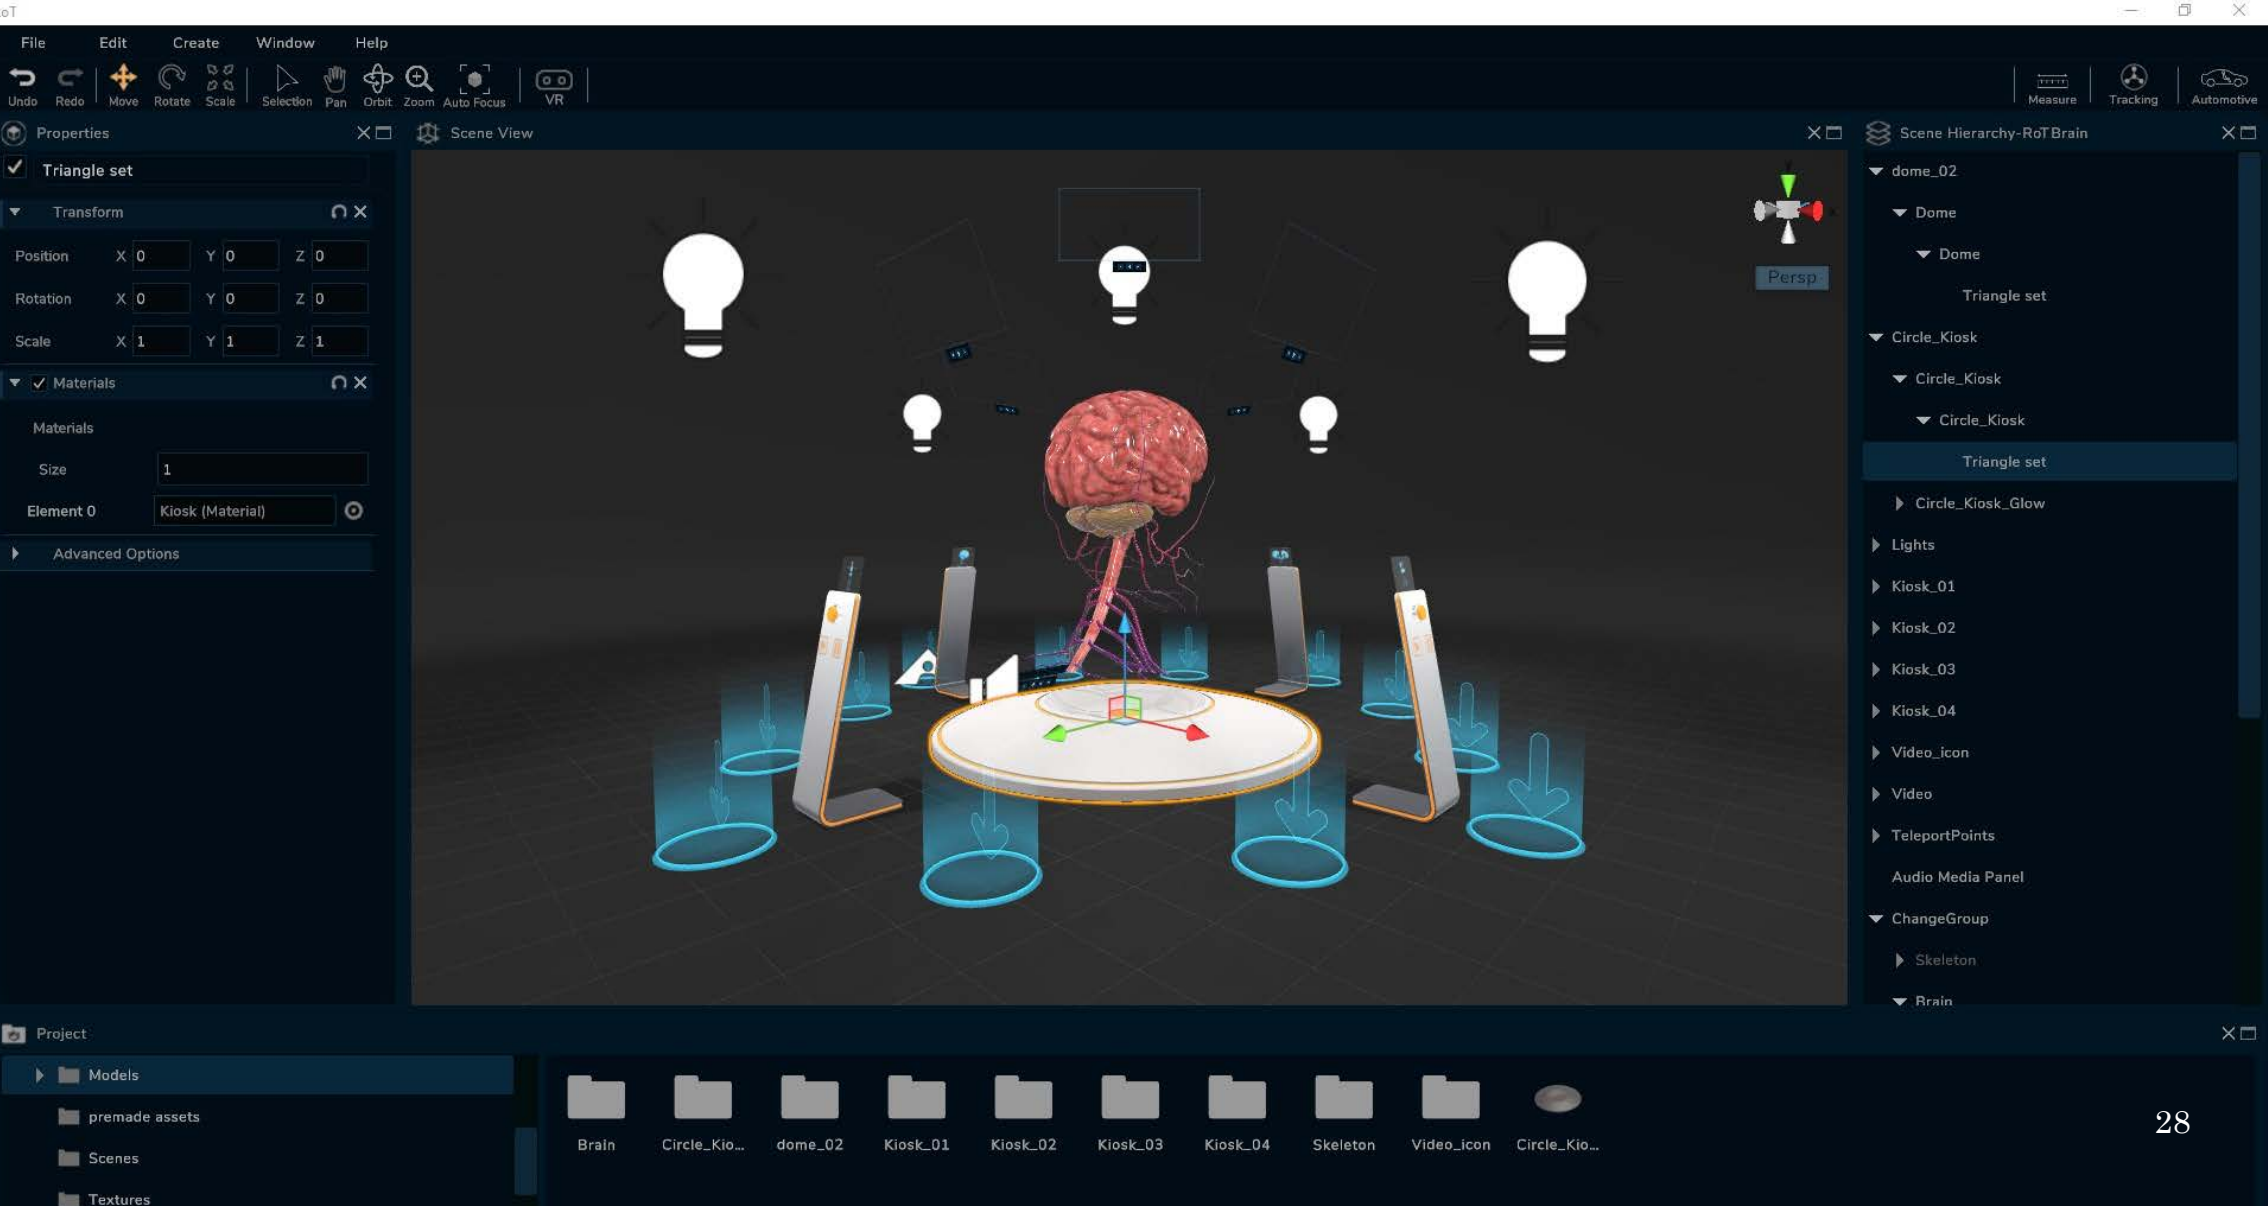 oT
File Edit Create Window Help
Undo Redo Move Rotate Scale Selection Pan Orbit Zoom Auto Focus VR Measure Tracking Automotive
Properties
Triangle set
Transform
Position X 0 Y 0 Z 0
Rotation X 0 Y 0 Z 0
Scale X 1 Y 1 Z 1
Materials
Materials
Size 1
Element 0 Kiosk (Material)
Advanced Options
Scene View
Persp
Scene Hierarchy-RoTBrain
dome_02
Dome
Dome
Triangle set
Circle_Kiosk
Circle_Kiosk
Circle_Kiosk
Triangle set
Circle_Kiosk_Glow
Lights
Kiosk_01
Kiosk_02
Kiosk_03
Kiosk_04
Video_icon
Video
TeleportPoints
Audio Media Panel
ChangeGroup
Skeleton
Brain
Project
Models
premade assets
Scenes
Textures
Brain Circle_Kio... dome_02 Kiosk_01 Kiosk_02 Kiosk_03 Kiosk_04 Skeleton Video_icon Circle_Kio...
28